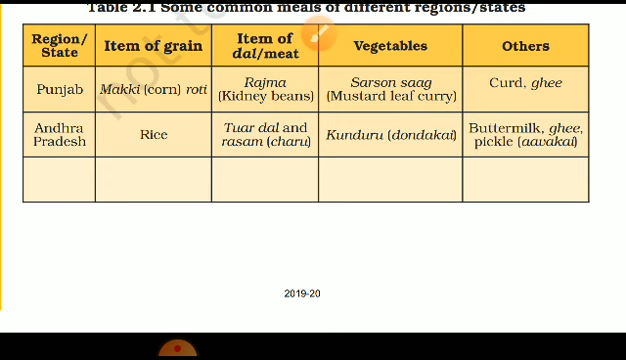 Table 2.1 Some common meals of different regions/states
Region/ State | Item of grain | Item of dal/meat | Vegetables | Others
Punjab | Makki (corn) roti | Rajma (Kidney beans) | Sarson saag (Mustard leaf curry) | Curd, ghee
Andhra Pradesh | Rice | Tuar dal and rasam (charu) | Kunduru (dondakai) | Buttermilk, ghee, pickle (aavakai)
not to
2019-20